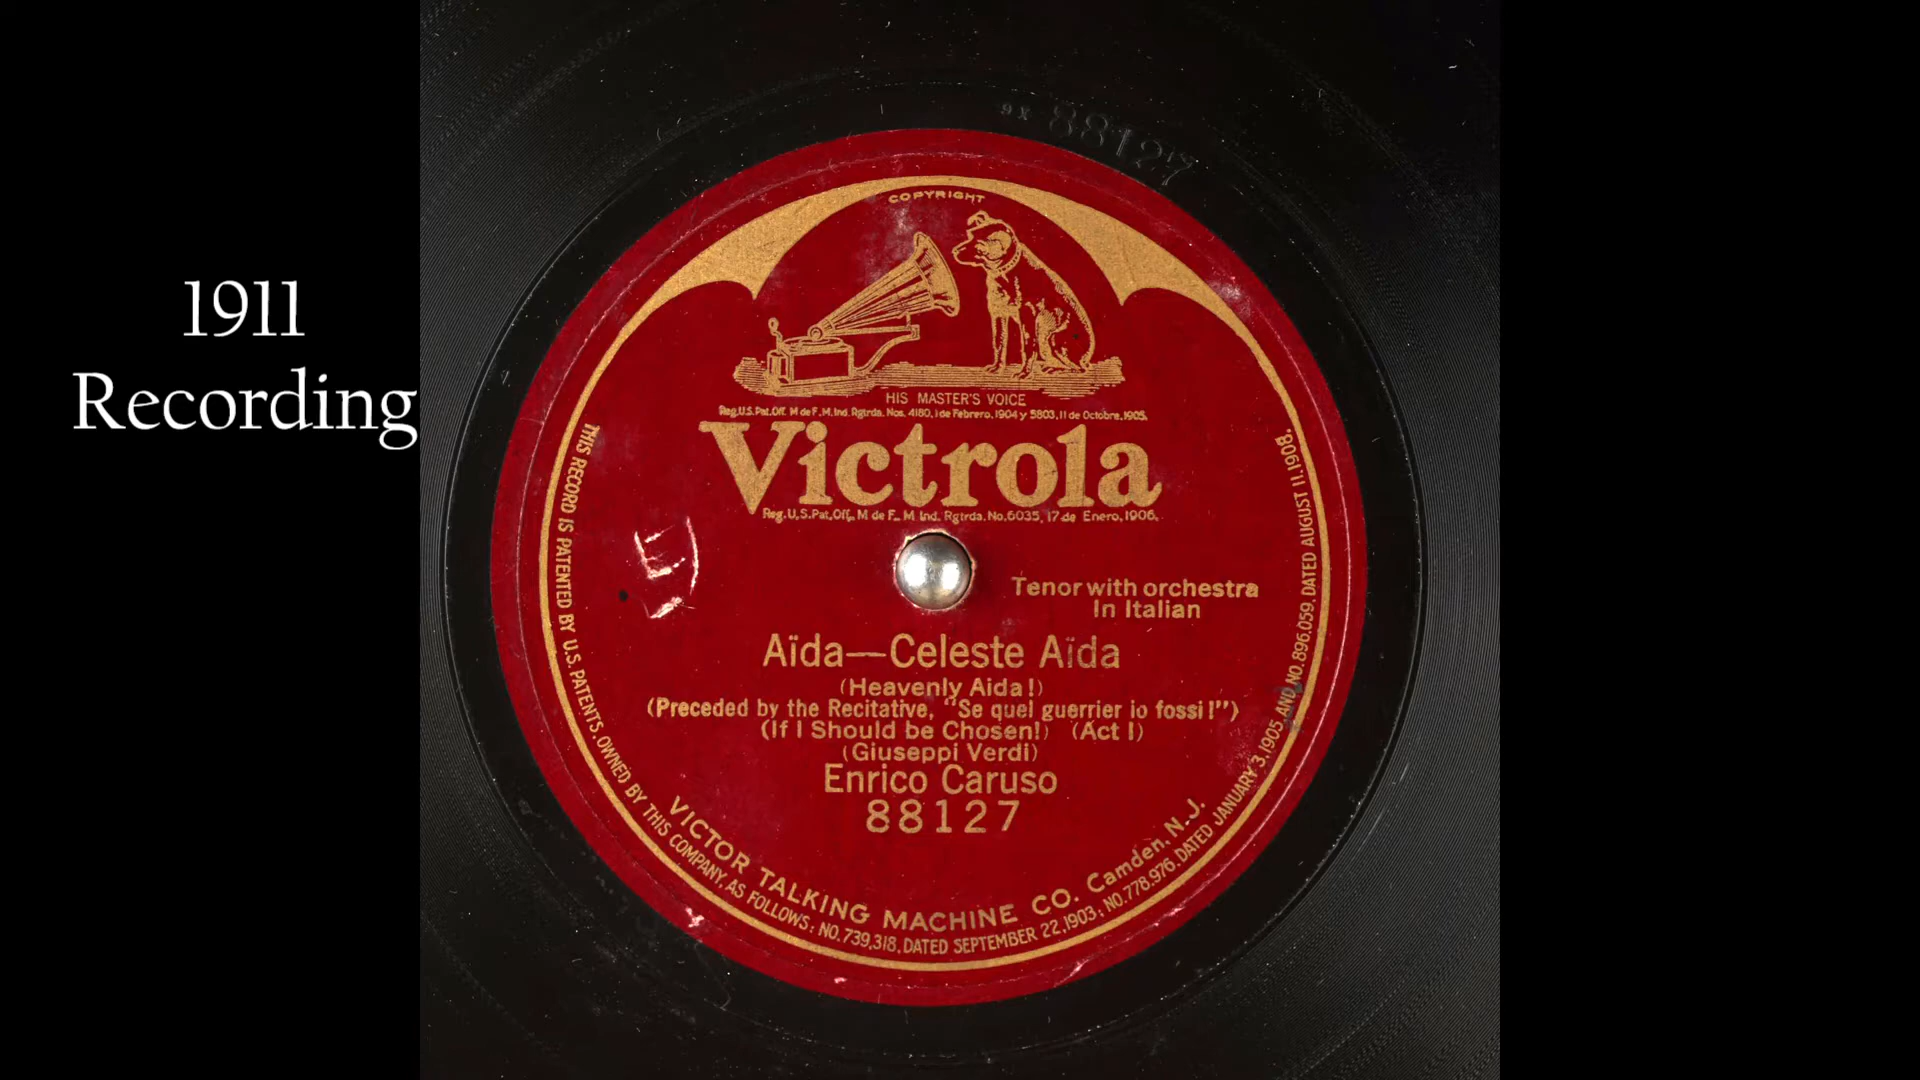 1911
Recording
88127
COPYRIGHT
HIS MASTER'S VOICE
Reg. U.S. Pat. Off. M de F. M. Ind. Rgtrda. Nos. 4180, 1 de Febrero, 1904 y 5803, 11 de Octobre, 1905.
Victrola
Reg. U.S. Pat. Off., M de F., M Ind. Rgtrda. No. 6035, 17 de Enero, 1906.
Tenor with orchestra
In Italian
Aïda—Celeste Aïda
(Heavenly Aida!)
(Preceded by the Recitative, "Se quel guerrier io fossi!")
(If I Should be Chosen!) (Act I)
(Giuseppi Verdi)
Enrico Caruso
88127
VICTOR TALKING MACHINE CO. Camden, N.J.
THIS RECORD IS PATENTED BY U.S. PATENTS. OWNED BY THIS COMPANY, AS FOLLOWS: NO. 739,318, DATED SEPTEMBER 22, 1903; NO. 778,976, DATED JANUARY 3, 1905, AND NO. 896,059, DATED AUGUST 11, 1908.